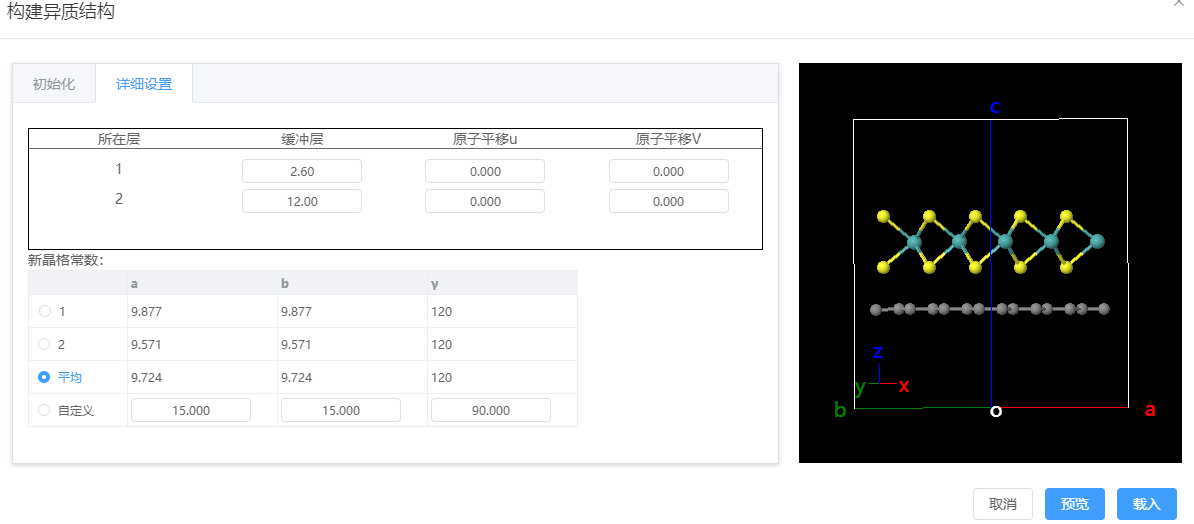 构建异质结构
初始化 详细设置
所在层 缓冲层 原子平移u 原子平移V
1 2.60 0.000 0.000
2 12.00 0.000 0.000
新晶格常数：
a b y
1 9.877 9.877 120
2 9.571 9.571 120
平均 9.724 9.724 120
自定义 15.000 15.000 90.000
c
z
y x
b o a
取消 预览 载入